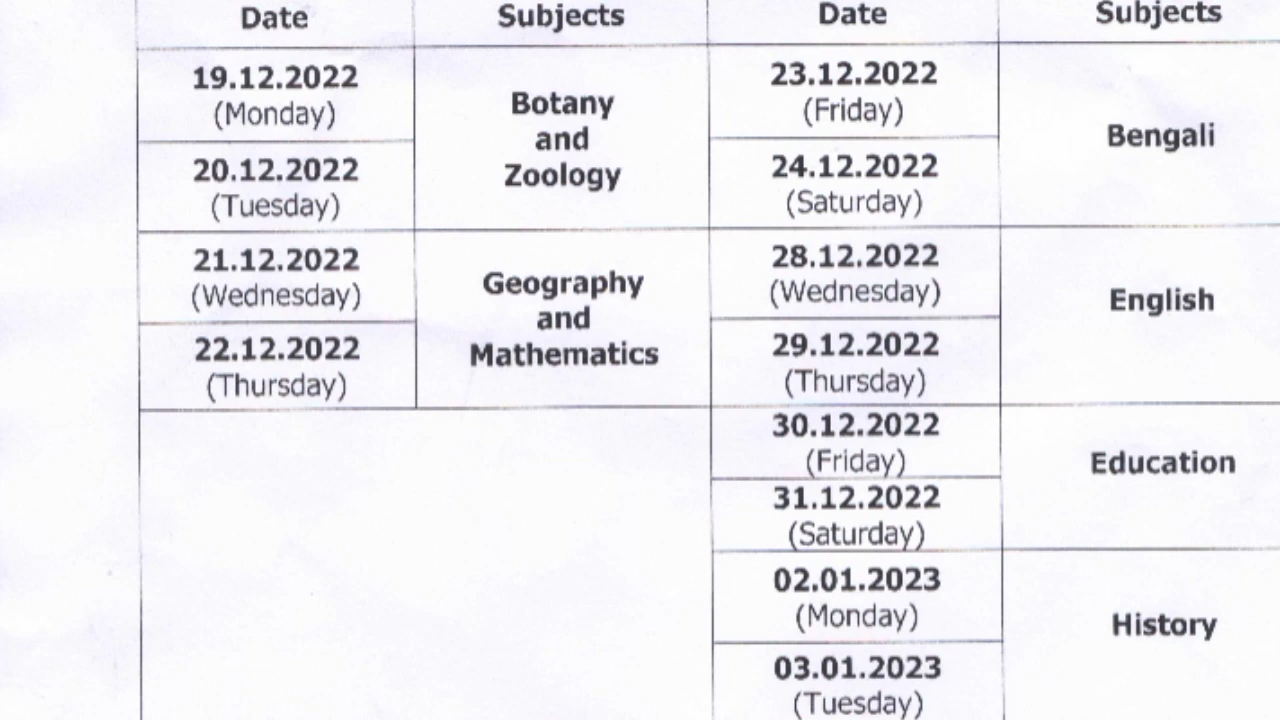 Date Subjects Date Subjects
19.12.2022
(Monday)
20.12.2022
(Tuesday)
Botany
and
Zoology
23.12.2022
(Friday)
24.12.2022
(Saturday)
Bengali
21.12.2022
(Wednesday)
22.12.2022
(Thursday)
Geography
and
Mathematics
28.12.2022
(Wednesday)
29.12.2022
(Thursday)
English
30.12.2022
(Friday)
31.12.2022
(Saturday)
Education
02.01.2023
(Monday)
03.01.2023
(Tuesday)
History